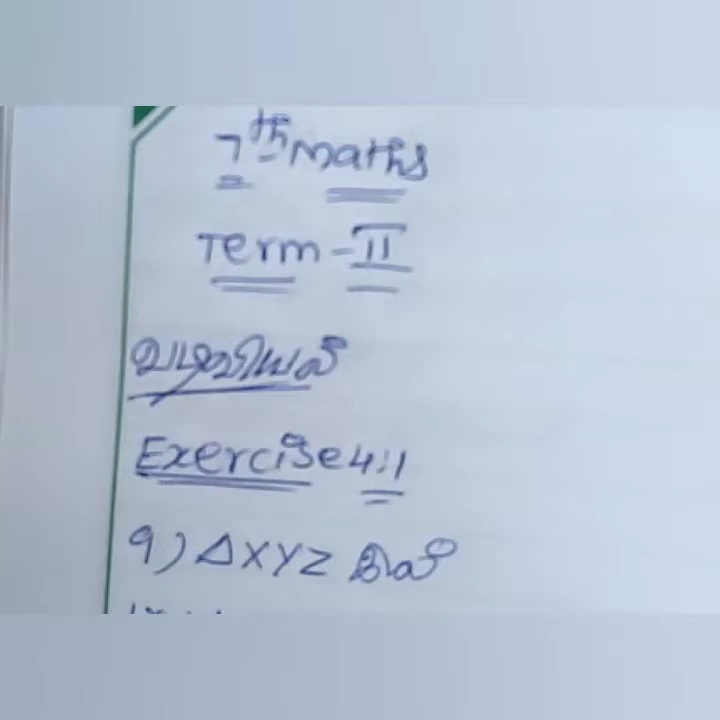 7th maths
Term - II
வடிவியல்
Exercise 4.1
9) ΔXYZ இல்